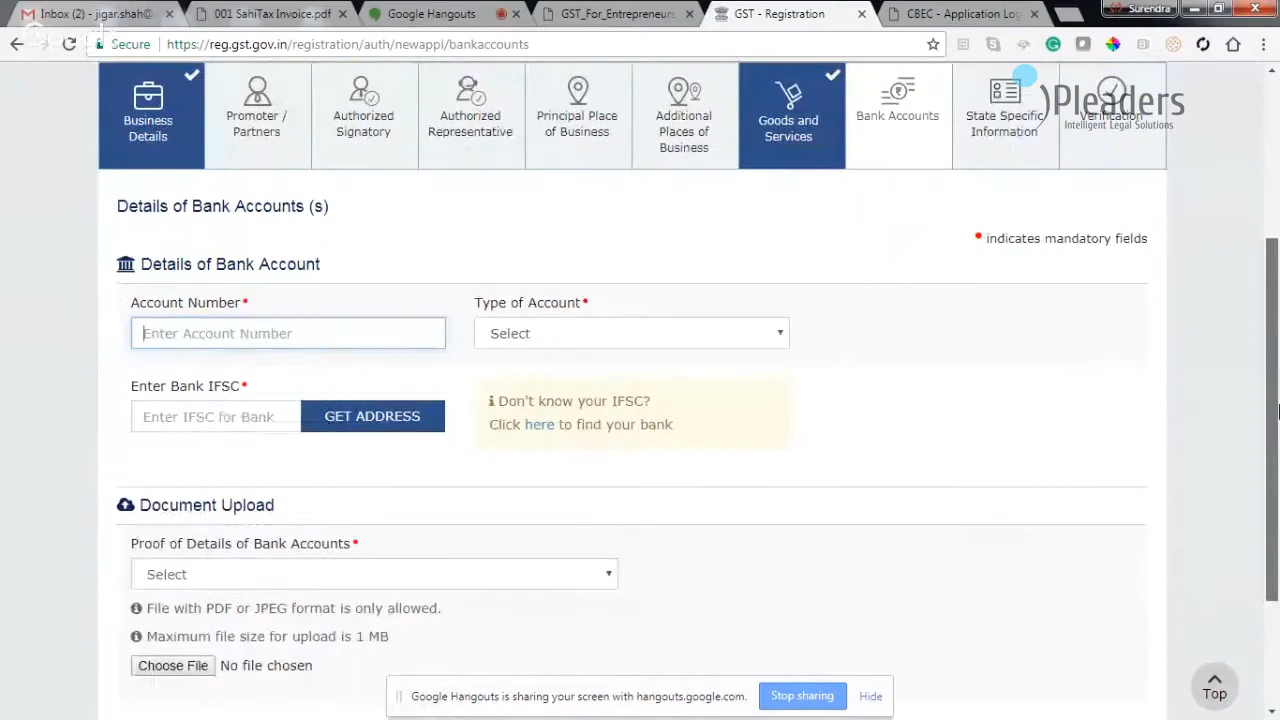 Inbox (2) - jigar.shah@
001 SahiTax Invoice.pdf
Google Hangouts
GST_For_Entrepreneurs
GST - Registration
CBEC - Application Lo
Surendra
Secure
https://reg.gst.gov.in/registration/auth/newappl/bankaccounts
Business Details
Promoter / Partners
Authorized Signatory
Authorized Representative
Principal Place of Business
Additional Places of Business
Goods and Services
Bank Accounts
State Specific Information
Verification
iPleaders
Intelligent Legal Solutions
Details of Bank Accounts (s)
• indicates mandatory fields
Details of Bank Account
Account Number•
Type of Account•
Enter Account Number
Select
Enter Bank IFSC•
Don't know your IFSC?
Enter IFSC for Bank
GET ADDRESS
Click here to find your bank
Document Upload
Proof of Details of Bank Accounts•
Select
File with PDF or JPEG format is only allowed.
Maximum file size for upload is 1 MB
Choose File No file chosen
Google Hangouts is sharing your screen with hangouts.google.com.
Stop sharing
Hide
Top